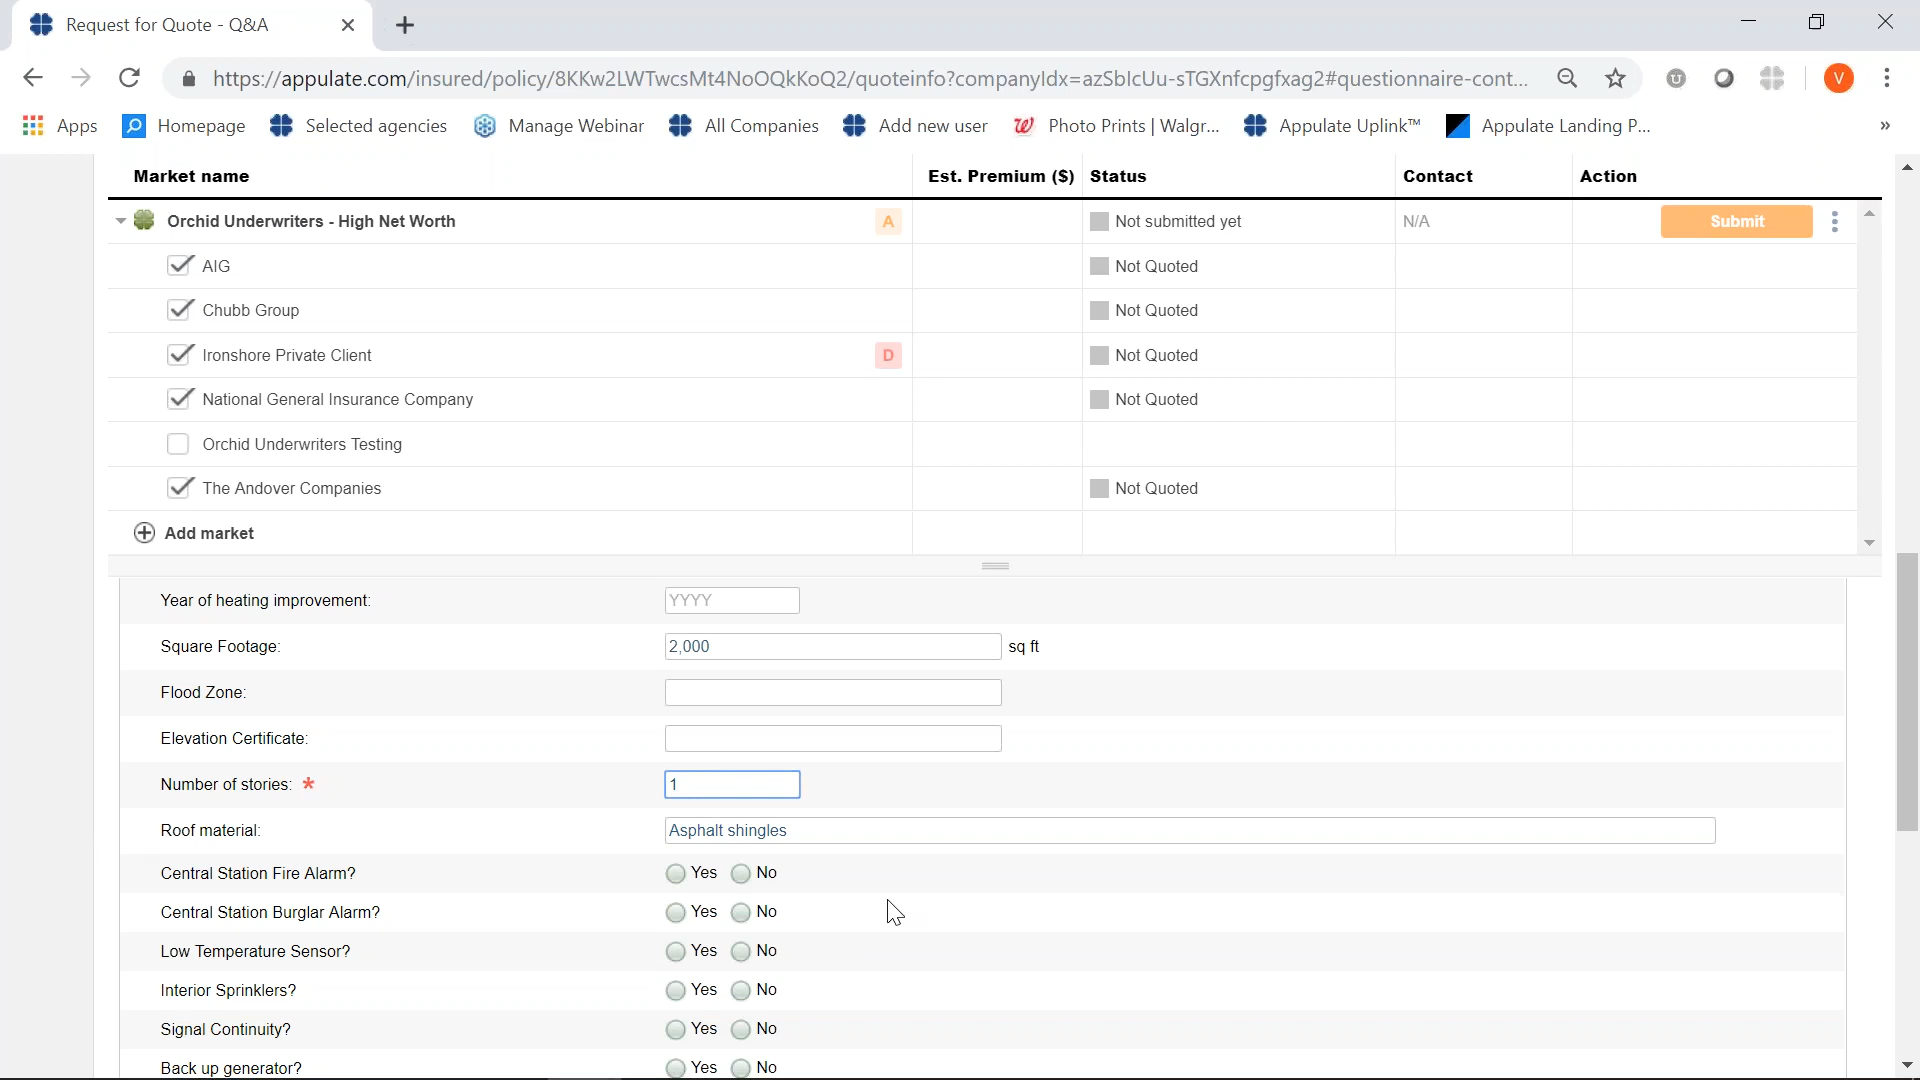 Request for Quote - Q&A
https://appulate.com/insured/policy/8KKw2LWTwcsMt4NoOQkKoQ2/quoteinfo?companyIdx=azSbIcUu-sTGXnfcpgfxag2#questionnaire-cont...
V
Apps Homepage Selected agencies Manage Webinar All Companies Add new user Photo Prints | Walgr... Appulate Uplink™ Appulate Landing P... »
Market name Est. Premium ($) Status Contact Action
Orchid Underwriters - High Net Worth A Not submitted yet N/A Submit
AIG Not Quoted
Chubb Group Not Quoted
Ironshore Private Client D Not Quoted
National General Insurance Company Not Quoted
Orchid Underwriters Testing
The Andover Companies Not Quoted
Add market
Year of heating improvement: YYYY
Square Footage: 2,000 sq ft
Flood Zone:
Elevation Certificate:
Number of stories: * 1
Roof material: Asphalt shingles
Central Station Fire Alarm? Yes No
Central Station Burglar Alarm? Yes No
Low Temperature Sensor? Yes No
Interior Sprinklers? Yes No
Signal Continuity? Yes No
Back up generator? Yes No